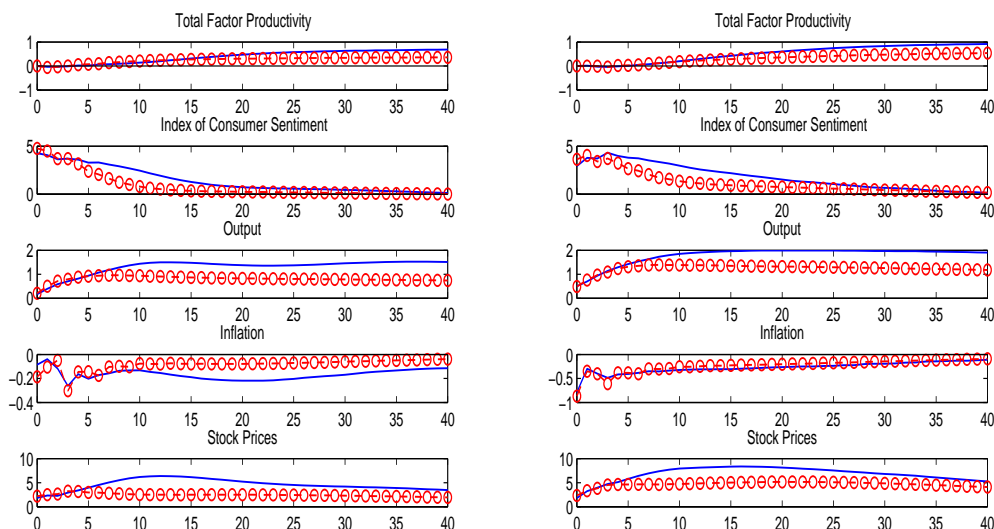 Total Factor Productivity
1
0
−1
0 5 10 15 20 25 30 35 40
Index of Consumer Sentiment
5
0
0 5 10 15 20 25 30 35 40
Output
2
1
0
0 5 10 15 20 25 30 35 40
Inflation
0
−0.2
−0.4
0 5 10 15 20 25 30 35 40
Stock Prices
10
5
0
0 5 10 15 20 25 30 35 40
Total Factor Productivity
1
0
−1
0 5 10 15 20 25 30 35 40
Index of Consumer Sentiment
5
0
0 5 10 15 20 25 30 35 40
Output
2
1
0
0 5 10 15 20 25 30 35 40
Inflation
0
−0.5
−1
0 5 10 15 20 25 30 35 40
Stock Prices
10
5
0
0 5 10 15 20 25 30 35 40